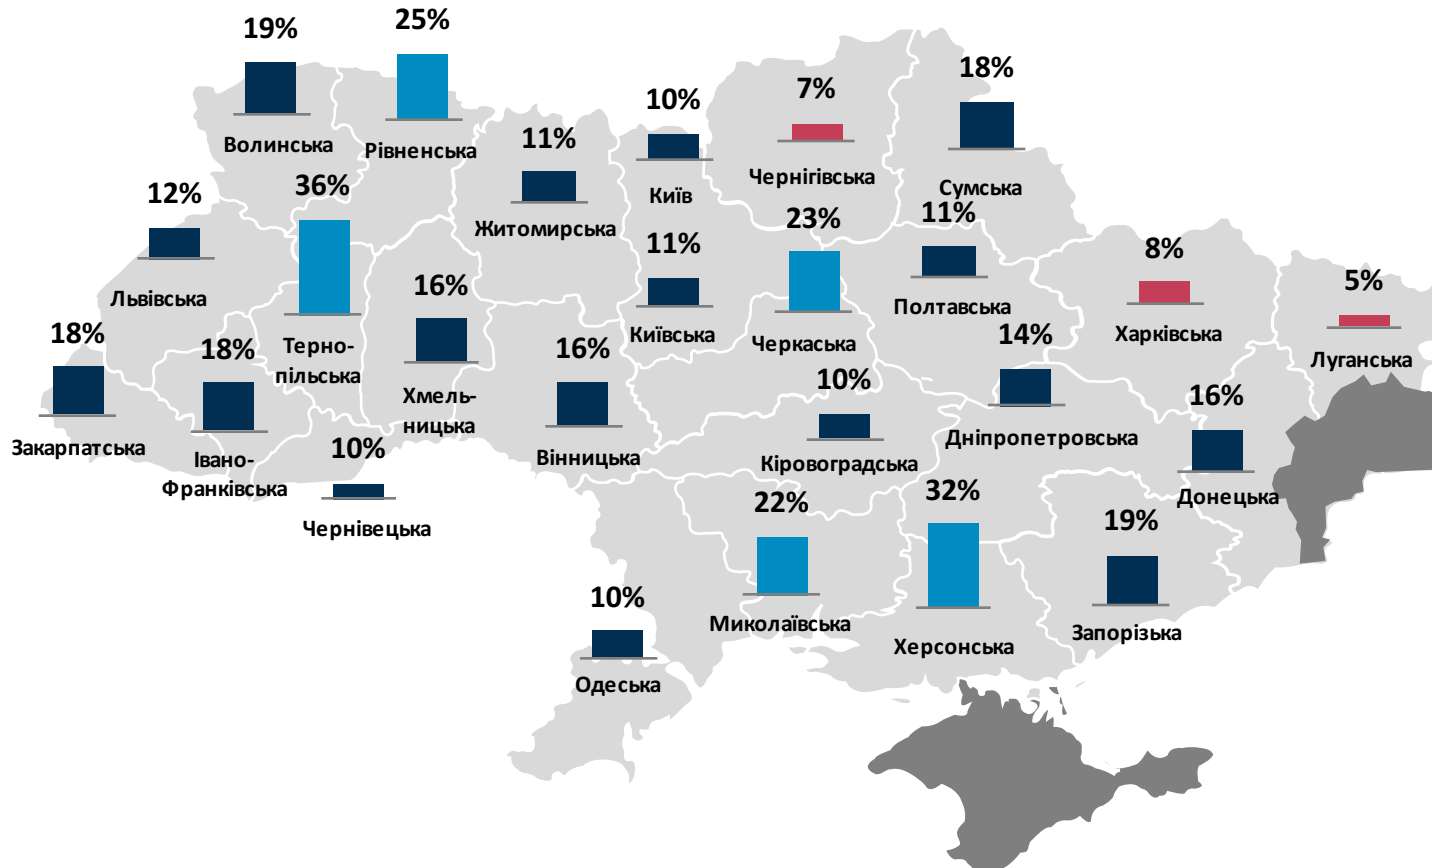 19%
Волинська
25%
Рівненська
11%
Житомирська
10%
Київ
7%
Чернігівська
18%
Сумська
12%
Львівська
36%
Терно-
пільська
16%
Хмель-
ницька
11%
Київська
23%
Черкаська
11%
Полтавська
8%
Харківська
5%
Луганська
18%
Закарпатська
18%
Івано-
Франківська
10%
Чернівецька
16%
Вінницька
10%
Кіровоградська
14%
Дніпропетровська
16%
Донецька
10%
Одеська
22%
Миколаївська
32%
Херсонська
19%
Запорізька